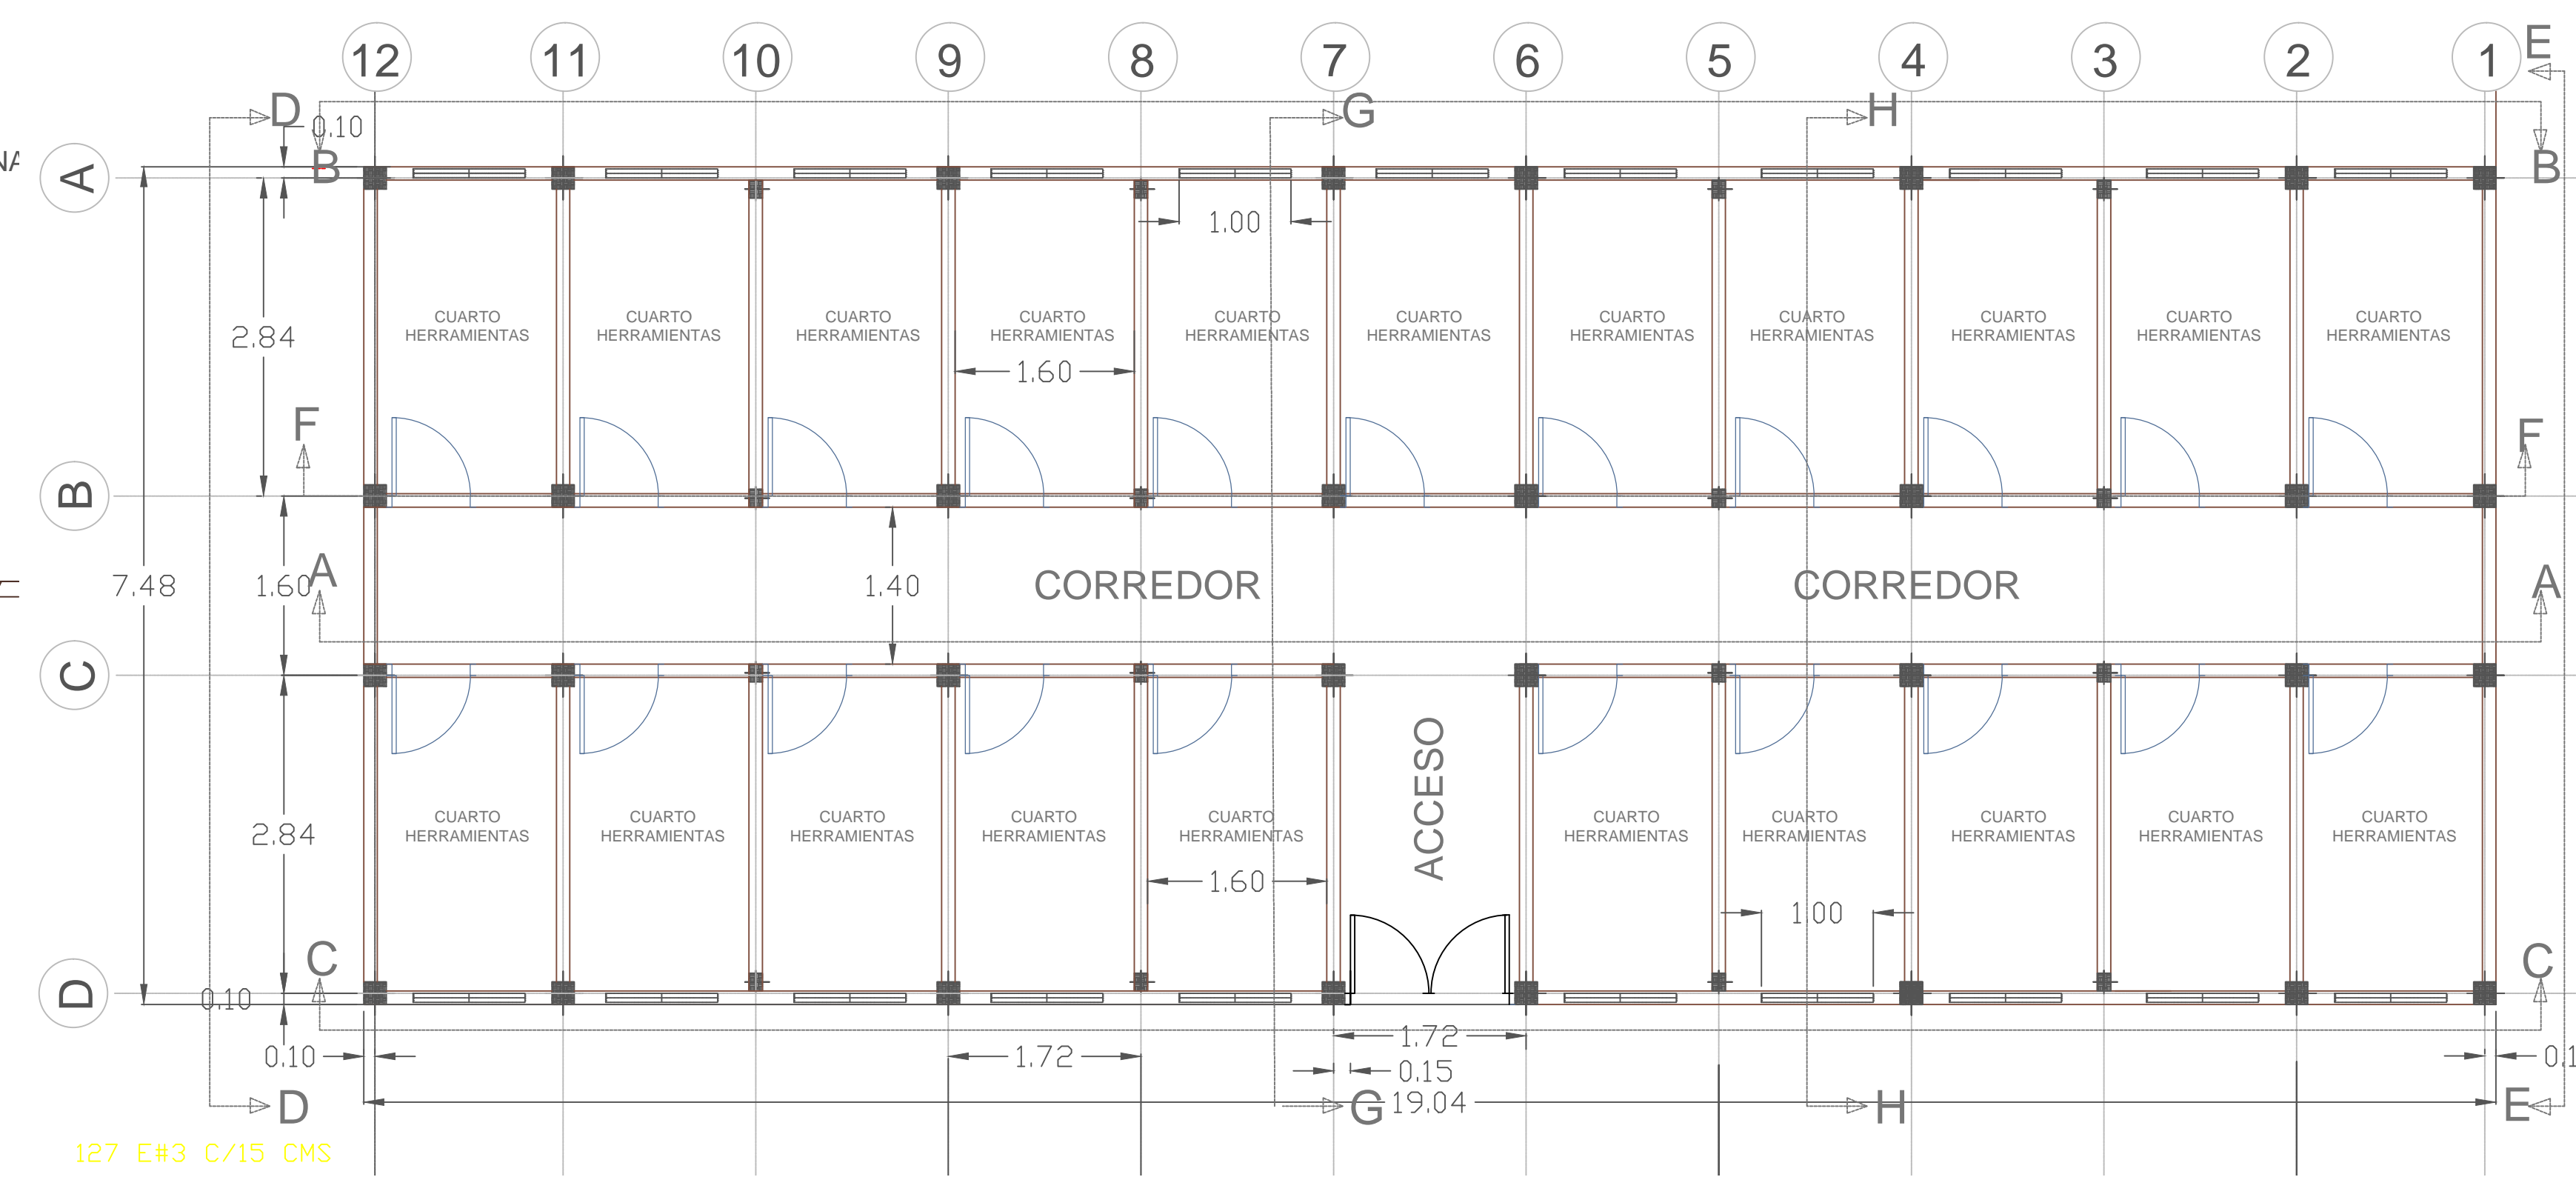 12 11 10 9 8 7 6 5 4 3 2 1
E
D G H
0.10
B B
A
1.00
CUARTO HERRAMIENTAS
CUARTO HERRAMIENTAS
CUARTO HERRAMIENTAS
CUARTO HERRAMIENTAS
CUARTO HERRAMIENTAS
CUARTO HERRAMIENTAS
CUARTO HERRAMIENTAS
CUARTO HERRAMIENTAS
CUARTO HERRAMIENTAS
CUARTO HERRAMIENTAS
CUARTO HERRAMIENTAS
2.84
1.60
F F
B
7.48 1.60 A 1.40 CORREDOR CORREDOR A
C
ACCESO
CUARTO HERRAMIENTAS
CUARTO HERRAMIENTAS
CUARTO HERRAMIENTAS
CUARTO HERRAMIENTAS
CUARTO HERRAMIENTAS
CUARTO HERRAMIENTAS
CUARTO HERRAMIENTAS
CUARTO HERRAMIENTAS
CUARTO HERRAMIENTAS
CUARTO HERRAMIENTAS
2.84
1.60
1.00
C C
D
0.10
1.72
0.10 1.72
0.15
D G 19.04 H E
127 E#3 C/15 CMS